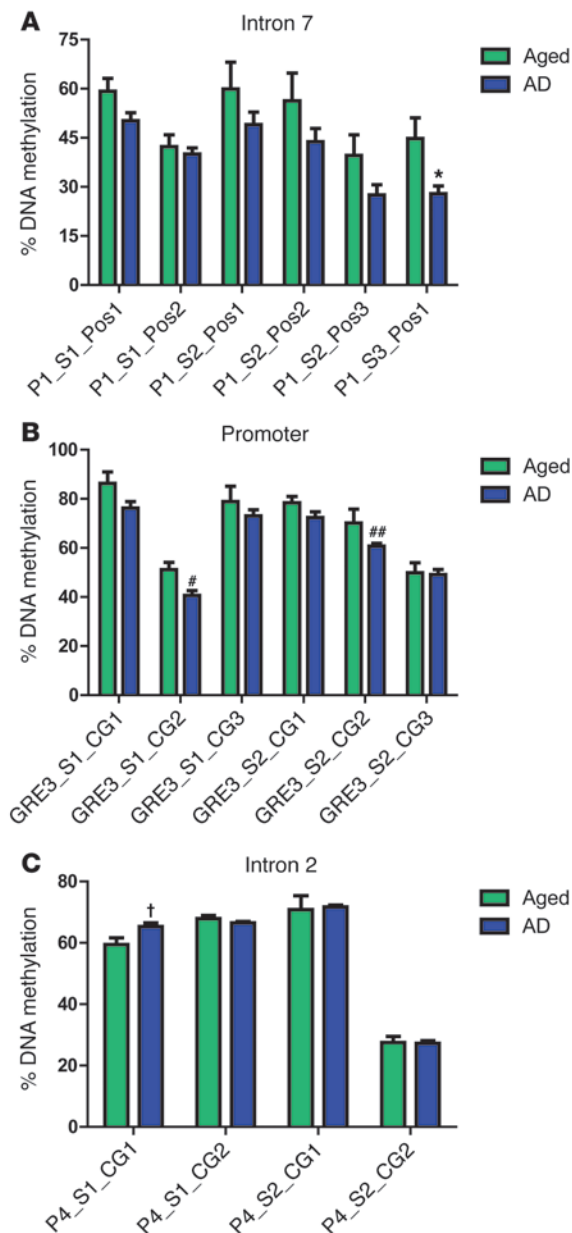 A
Intron 7
% DNA methylation
75
60
45
30
15
0
*
Aged
AD
P1_S1_Pos1
P1_S1_Pos2
P1_S2_Pos1
P1_S2_Pos2
P1_S2_Pos3
P1_S3_Pos1
B
Promoter
% DNA methylation
100
80
60
40
20
0
#
##
Aged
AD
GRE3_S1_CG1
GRE3_S1_CG2
GRE3_S1_CG3
GRE3_S2_CG1
GRE3_S2_CG2
GRE3_S2_CG3
C
Intron 2
% DNA methylation
80
60
40
20
0
†
Aged
AD
P4_S1_CG1
P4_S1_CG2
P4_S2_CG1
P4_S2_CG2